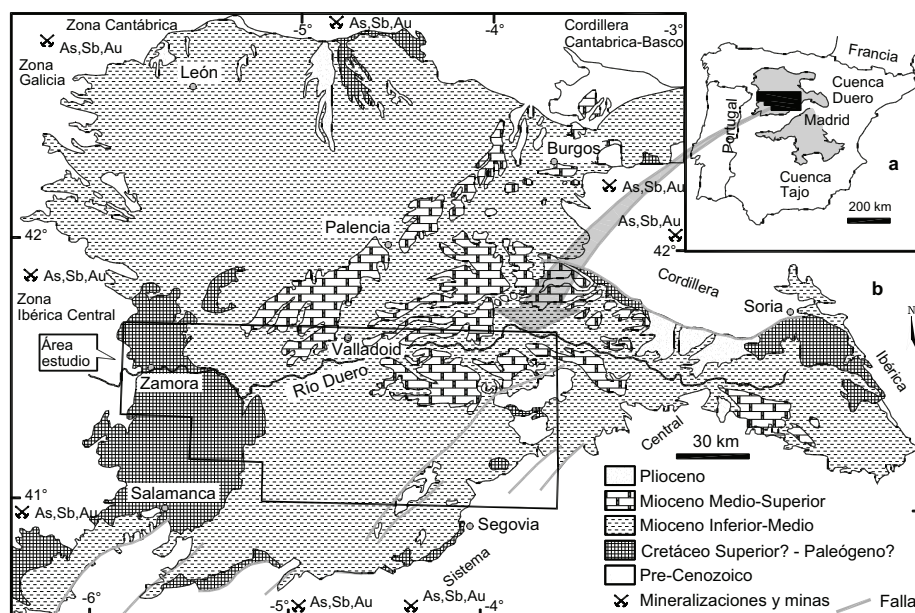 Zona Cantábrica
-5°
-4°
As,Sb,Au
As,Sb,Au
Cordillera
Cantabrica-Basco
Zona
Galicia
León
a
Francia
Cuenca
Duero
Portugal
Madrid
Cuenca
Tajo
200 km
Burgos
-3°
As,Sb,Au
As,Sb,Au
Palencia
42°
42°
As,Sb,Au
Zona
Ibérica Central
Cordillera
b
Soria
N
Ibérica
Área
estudio
Valladoid
Río Duero
Zamora
Central
30 km
41°
Salamanca
As,Sb,Au
Segovia
Sistema
Plioceno
Mioceno Medio-Superior
Mioceno Inferior-Medio
Cretáceo Superior? - Paleógeno?
Pre-Cenozoico
Mineralizaciones y minas
Falla
-6°
-5°
As,Sb,Au
As,Sb,Au
-4°